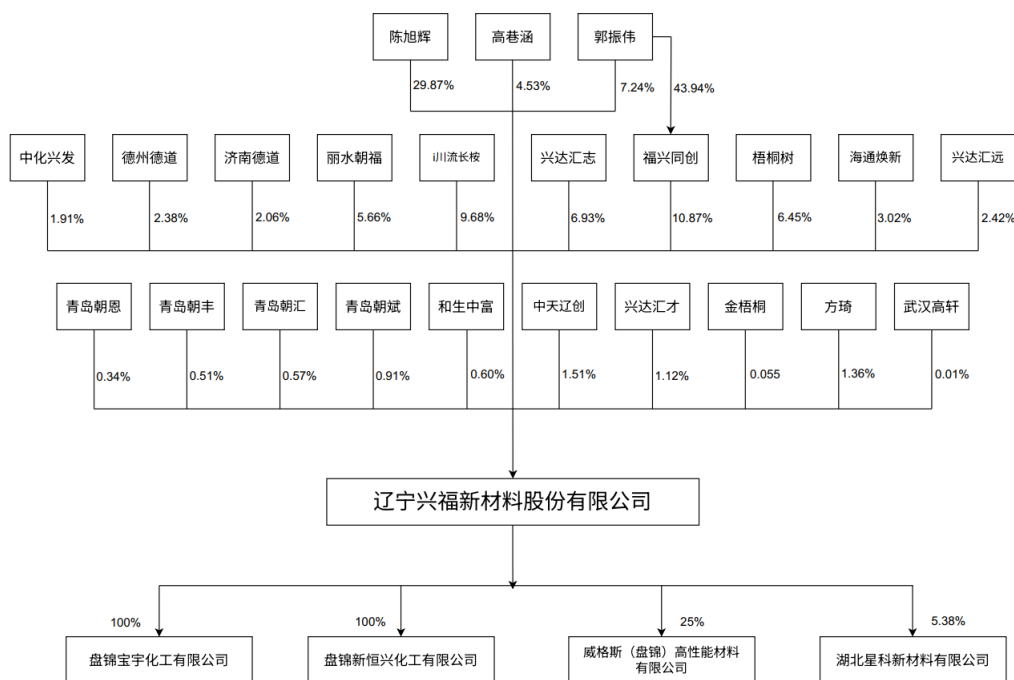 陈旭辉
高巷涵
郭振伟
29.87%
4.53%
7.24%
43.94%
中化兴发
德州德道
济南德道
丽水朝福
i川流长桉
兴达汇志
福兴同创
梧桐树
海通焕新
兴达汇远
1.91%
2.38%
2.06%
5.66%
9.68%
6.93%
10.87%
6.45%
3.02%
2.42%
青岛朝恩
青岛朝丰
青岛朝汇
青岛朝斌
和生中富
中天辽创
兴达汇才
金梧桐
方琦
武汉高轩
0.34%
0.51%
0.57%
0.91%
0.60%
1.51%
1.12%
0.055
1.36%
0.01%
辽宁兴福新材料股份有限公司
100%
100%
25%
5.38%
盘锦宝宇化工有限公司
盘锦新恒兴化工有限公司
威格斯（盘锦）高性能材料
有限公司
湖北星科新材料有限公司